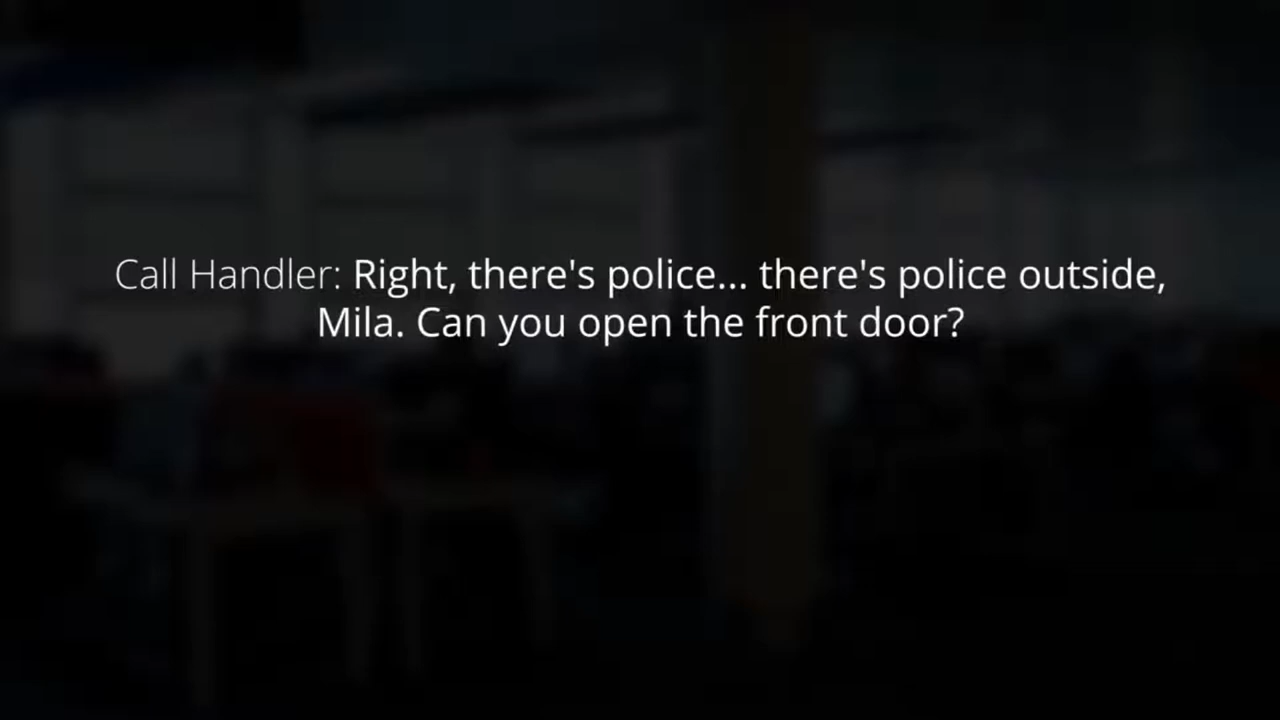 Call Handler: Right, there's police... there's police outside,
Mila. Can you open the front door?